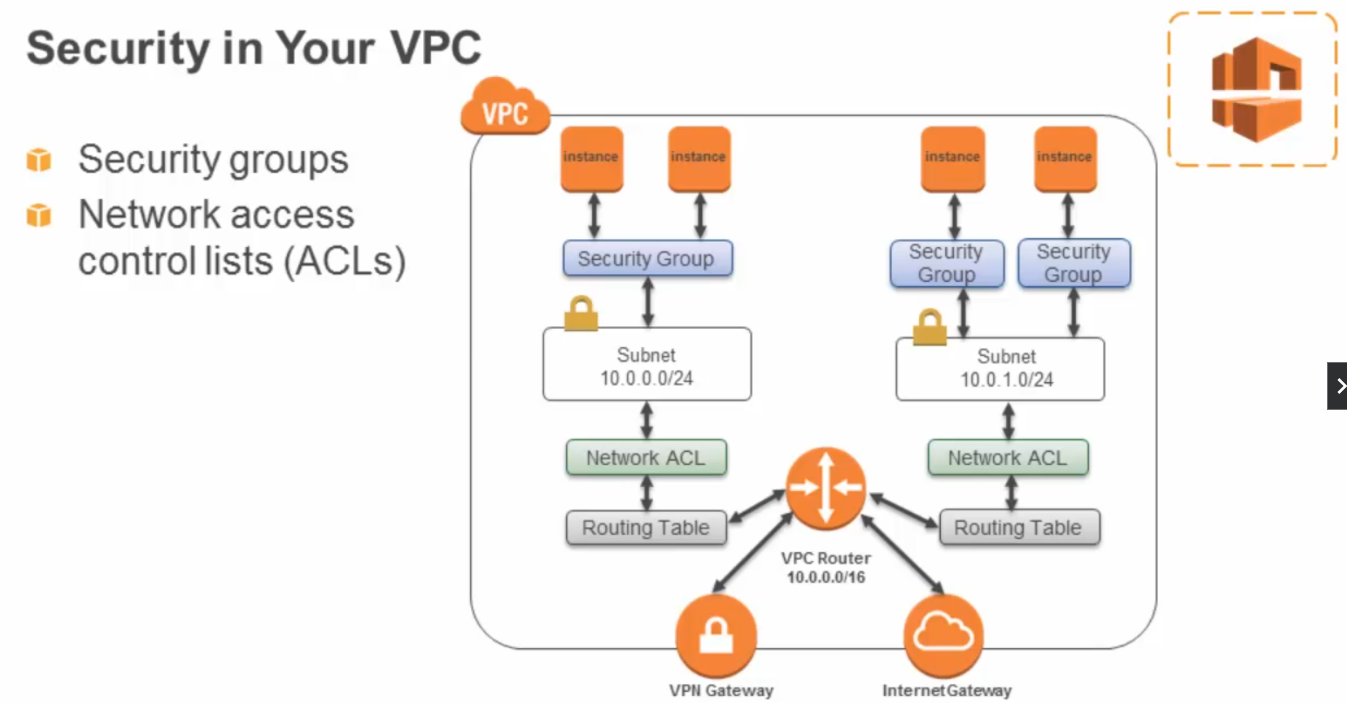 Security in Your VPC
Security groups
Network access
control lists (ACLs)
VPC
instance
instance
instance
instance
Security Group
Security
Group
Security
Group
Subnet
10.0.0.0/24
Subnet
10.0.1.0/24
Network ACL
Network ACL
Routing Table
Routing Table
VPC Router
10.0.0.0/16
VPN Gateway
InternetGateway